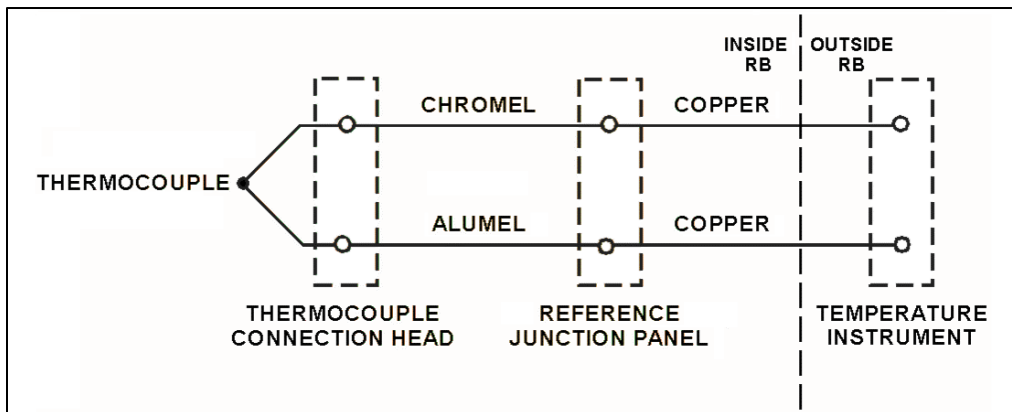 INSIDE
RB
OUTSIDE
RB
CHROMEL
COPPER
THERMOCOUPLE
ALUMEL
COPPER
THERMOCOUPLE
CONNECTION HEAD
REFERENCE
JUNCTION PANEL
TEMPERATURE
INSTRUMENT